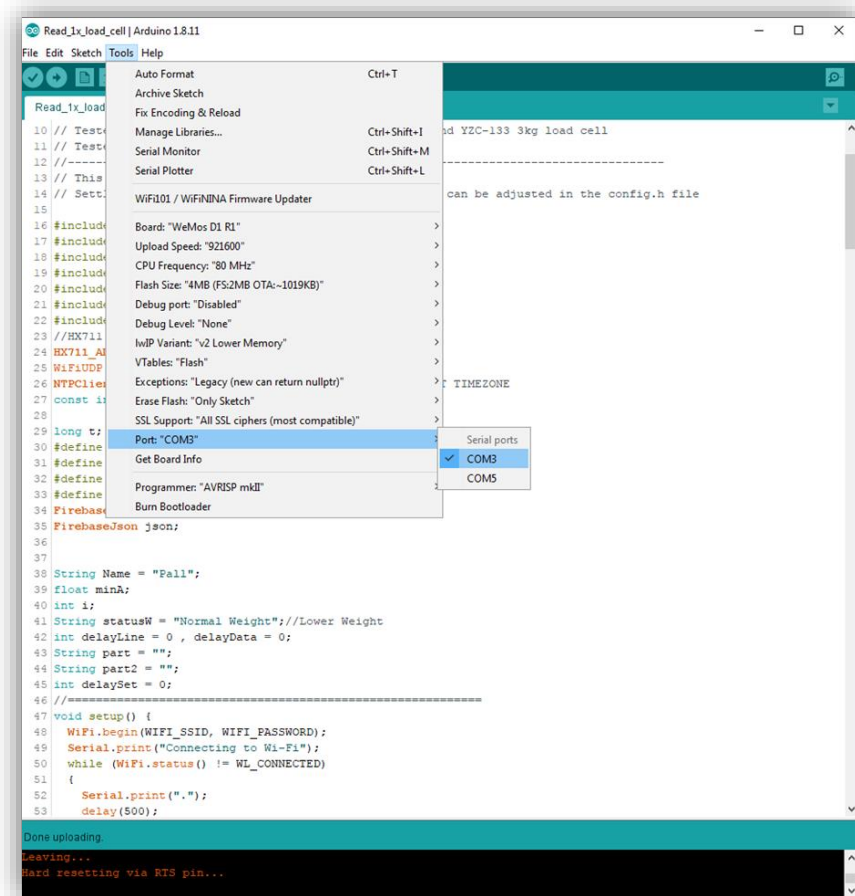 Read_1x_load_cell | Arduino 1.8.11
File Edit Sketch Tools Help
Auto Format Ctrl+T
Archive Sketch
Fix Encoding & Reload
Manage Libraries... Ctrl+Shift+I
Serial Monitor Ctrl+Shift+M
Serial Plotter Ctrl+Shift+L
WiFi101 / WiFiNINA Firmware Updater
Board: "WeMos D1 R1"
Upload Speed: "921600"
CPU Frequency: "80 MHz"
Flash Size: "4MB (FS:2MB OTA:~1019KB)"
Debug port: "Disabled"
Debug Level: "None"
lwIP Variant: "v2 Lower Memory"
VTables: "Flash"
Exceptions: "Legacy (new can return nullptr)"
Erase Flash: "Only Sketch"
SSL Support: "All SSL ciphers (most compatible)"
Port: "COM3"
Get Board Info
Programmer: "AVRISP mkII"
Burn Bootloader
Serial ports
COM3
COM5
Read_1x_load
10 // Teste nd YZC-133 3kg load cell
11 // Teste
12 //------------------------------------------------------------
13 // This
14 // Settl can be adjusted in the config.h file
15
16 #include
17 #include
18 #include
19 #include
20 #include
21 #include
22 #include
23 //HX711
24 HX711_AD
25 WiFiUDP
26 NTPClien TIMEZONE
27 const in
28
29 long t;
30 #define
31 #define
32 #define
33 #define
34 Firebase
35 FirebaseJson json;
36
37
38 String Name = "Pall";
39 float minA;
40 int i;
41 String statusW = "Normal Weight";//Lower Weight
42 int delayLine = 0 , delayData = 0;
43 String part = "";
44 String part2 = "";
45 int delaySet = 0;
46 //===========================================================
47 void setup() {
48 WiFi.begin(WIFI_SSID, WIFI_PASSWORD);
49 Serial.print("Connecting to Wi-Fi");
50 while (WiFi.status() != WL_CONNECTED)
51 {
52 Serial.print(".");
53 delay(500);
Done uploading.
Leaving...
Hard resetting via RTS pin...